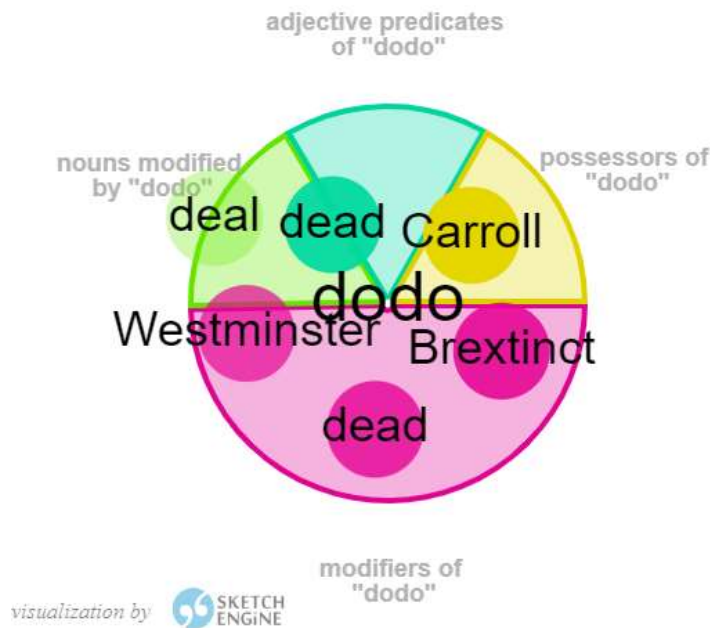 adjective predicates
of "dodo"
nouns modified
by "dodo"
possessors of
"dodo"
deal
dead
Carroll
dodo
Westminster
Brextinct
dead
modifiers of
"dodo"
visualization by
SKETCH
ENGiNE